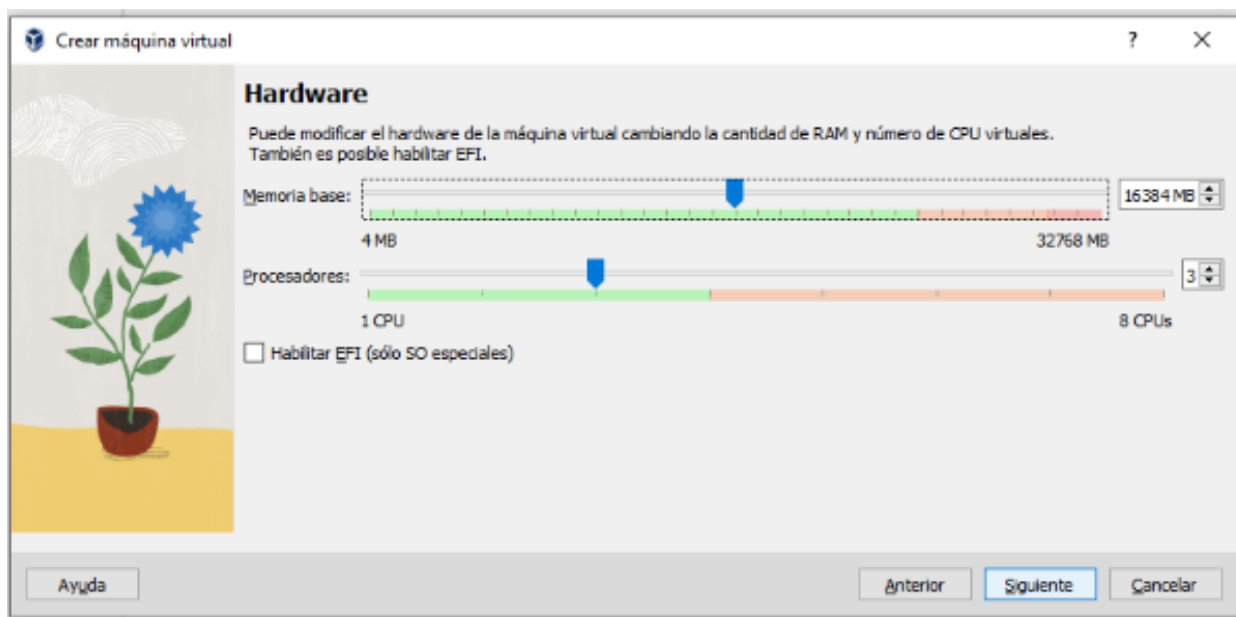 Crear máquina virtual
?
Hardware
Puede modificar el hardware de la máquina virtual cambiando la cantidad de RAM y número de CPU virtuales.
También es posible habilitar EFI.
Memoria base:
16384 MB
4 MB
32768 MB
Procesadores:
3
1 CPU
8 CPUs
Habilitar EFI (sólo SO especiales)
Ayuda
Anterior
Siguiente
Cancelar